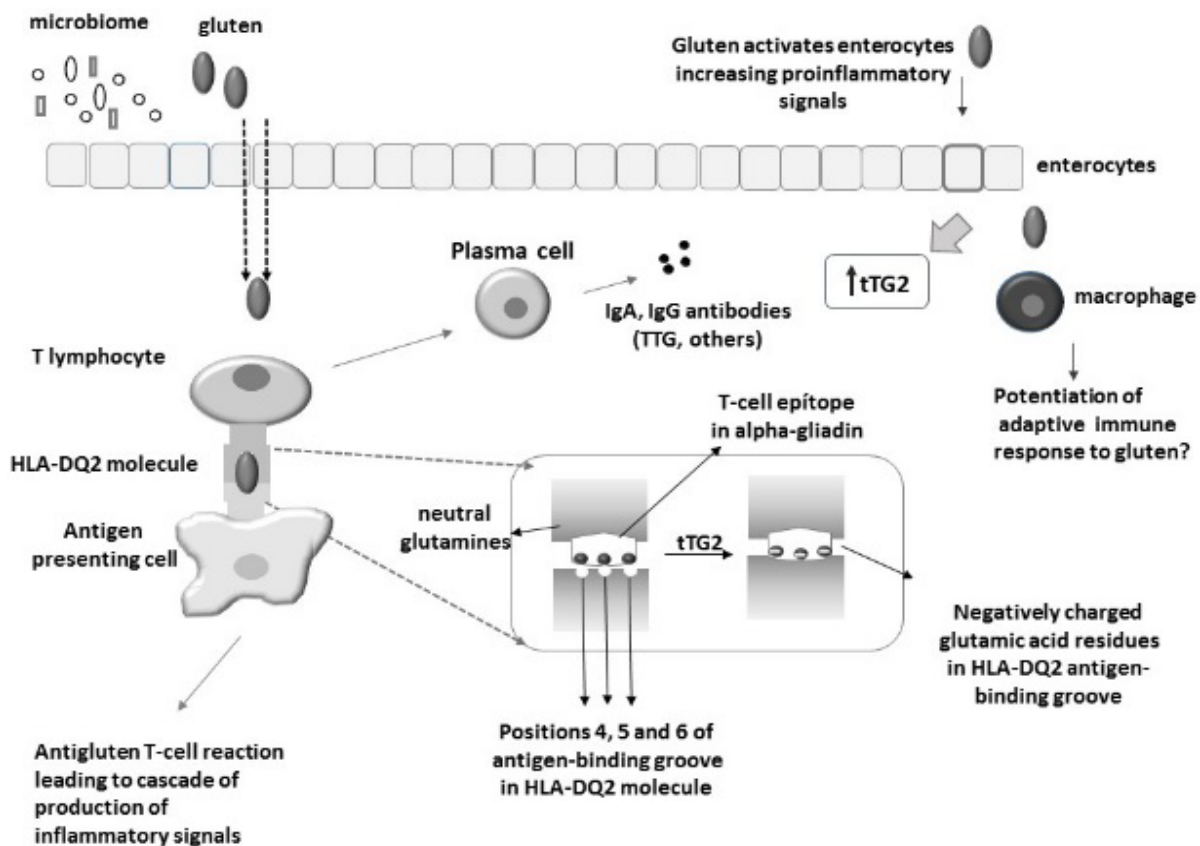 microbiome
gluten
Gluten activates enterocytes
increasing proinflammatory
signals
enterocytes
Plasma cell
IgA, IgG antibodies
(TTG, others)
↑tTG2
macrophage
T lymphocyte
Potentiation of
adaptive immune
response to gluten?
T-cell epítope
in alpha-gliadin
HLA-DQ2 molecule
Antigen
presenting cell
neutral
glutamines
tTG2
Negatively charged
glutamic acid residues
in HLA-DQ2 antigen-
binding groove
Positions 4, 5 and 6 of
antigen-binding groove
in HLA-DQ2 molecule
Antigluten T-cell reaction
leading to cascade of
production of
inflammatory signals